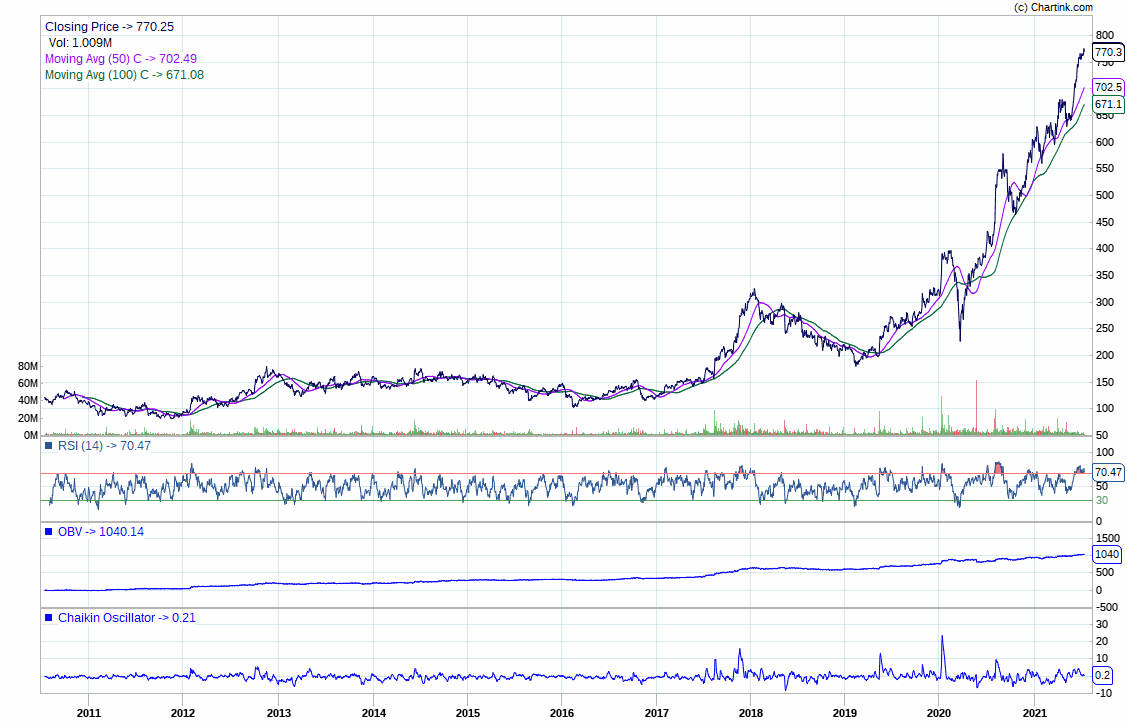 (c) Chartink.com
Closing Price -> 770.25
Vol: 1.009M
Moving Avg (50) C -> 702.49
Moving Avg (100) C -> 671.08
800
770.3
750
702.5
671.1
650
600
550
500
450
400
350
300
250
200
150
100
50
80M
60M
40M
20M
0M
RSI (14) -> 70.47
100
70.47
50
30
0
OBV -> 1040.14
1500
1040
500
0
-500
Chaikin Oscillator -> 0.21
30
20
10
0.2
-10
2011 2012 2013 2014 2015 2016 2017 2018 2019 2020 2021